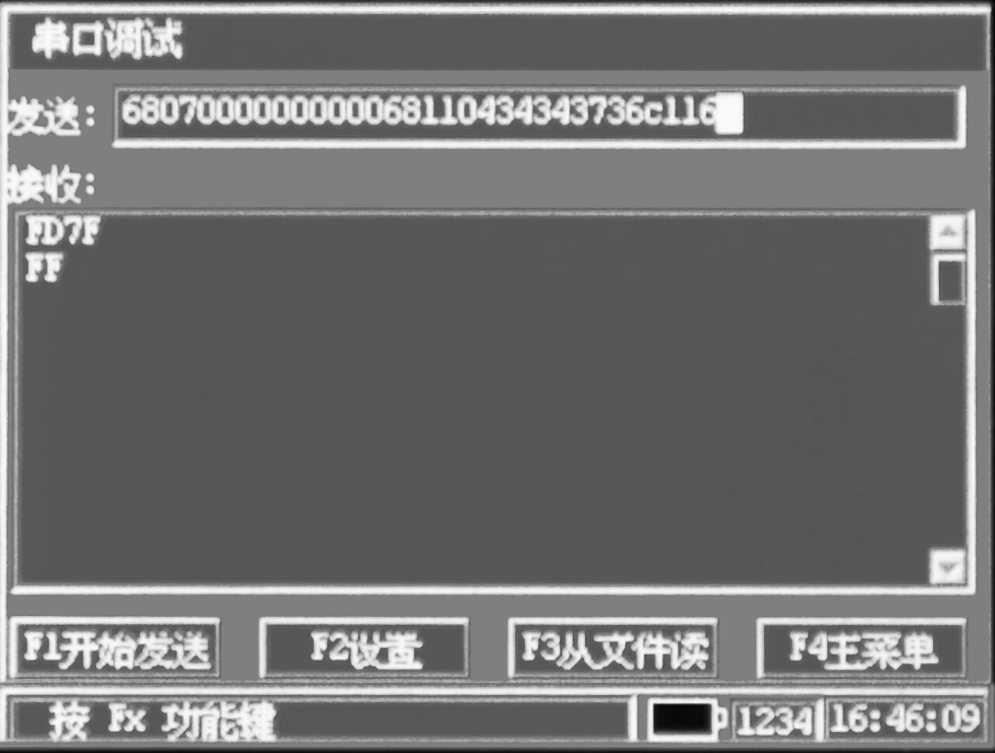 串口调试
发送: 6807000000000068110434343736c116
接收:
FD7F
FF
F1开始发送 F2设置 F3从文件读 F4主菜单
按 Fx 功能键 1234 16:46:09